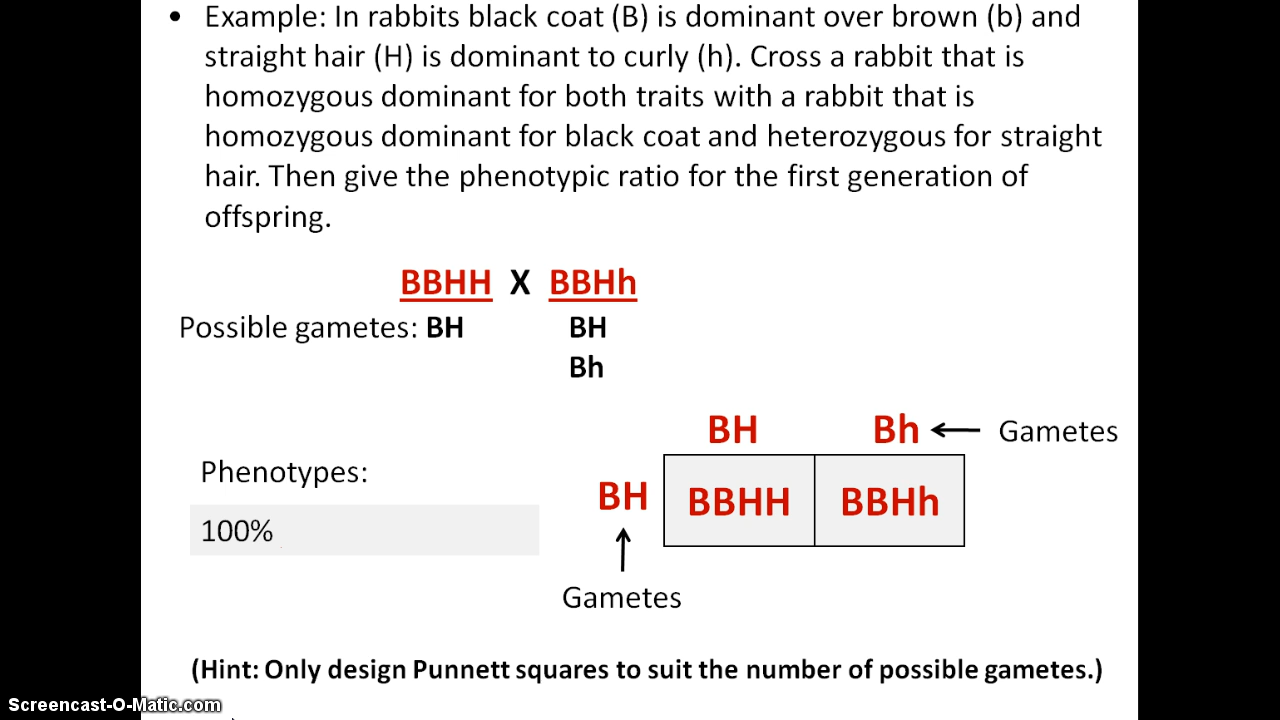 • Example: In rabbits black coat (B) is dominant over brown (b) and
straight hair (H) is dominant to curly (h). Cross a rabbit that is
homozygous dominant for both traits with a rabbit that is
homozygous dominant for black coat and heterozygous for straight
hair. Then give the phenotypic ratio for the first generation of
offspring.
BBHH X BBHh
Possible gametes: BH BH
Bh
BH Bh ← Gametes
Phenotypes:
BH BBHH BBHh
100%
↑
Gametes
(Hint: Only design Punnett squares to suit the number of possible gametes.)
Screencast-O-Matic.com